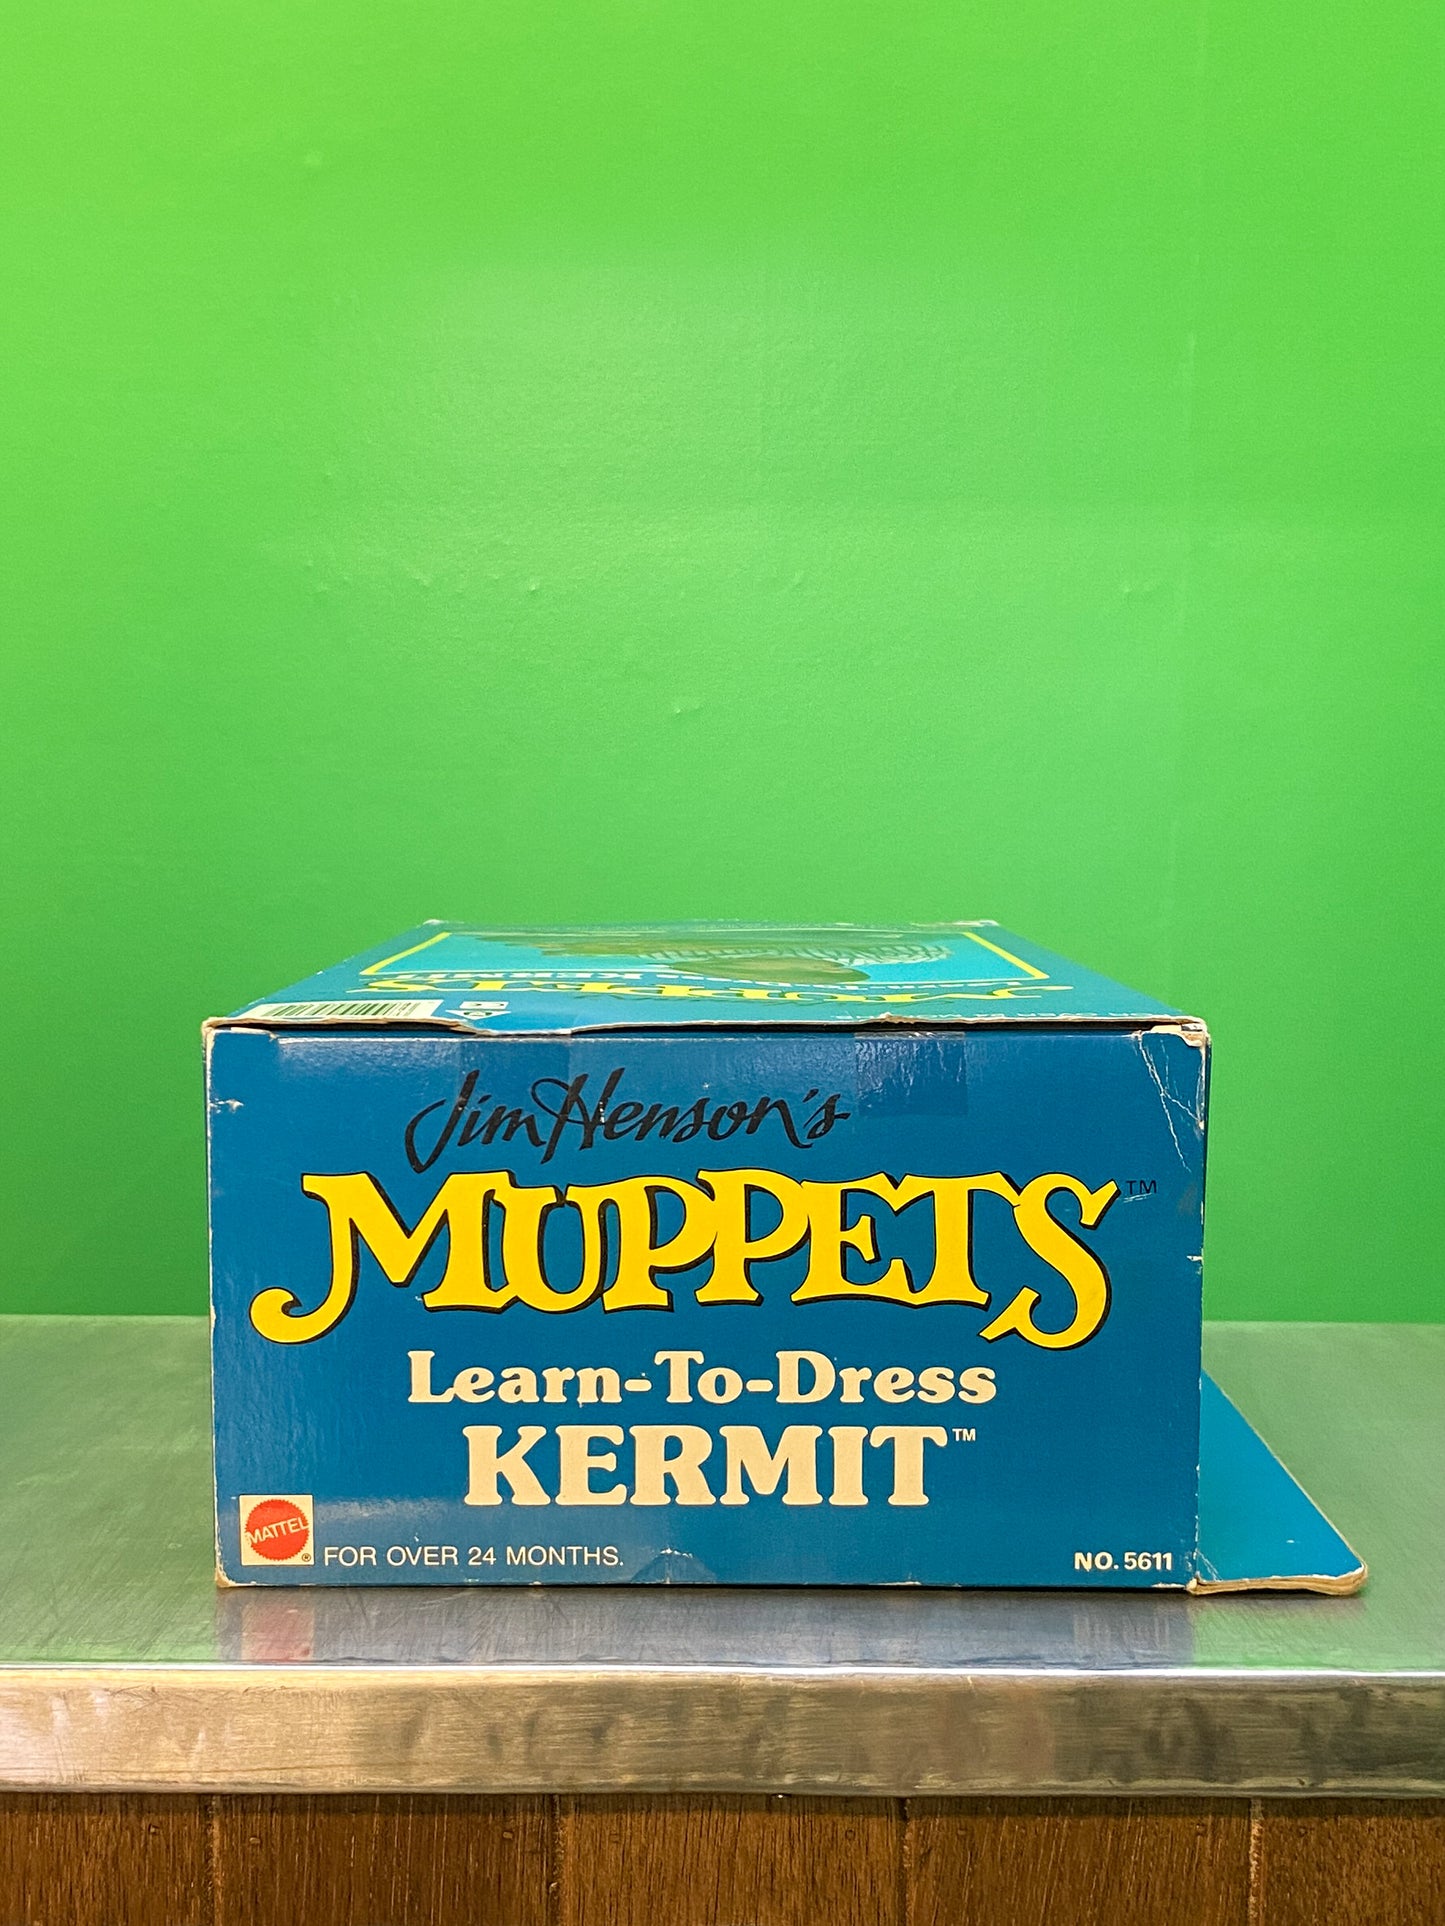 Jim Henson's
MUPPETS™
Learn-To-Dress
KERMIT™
MATTEL®
FOR OVER 24 MONTHS.
NO. 5611